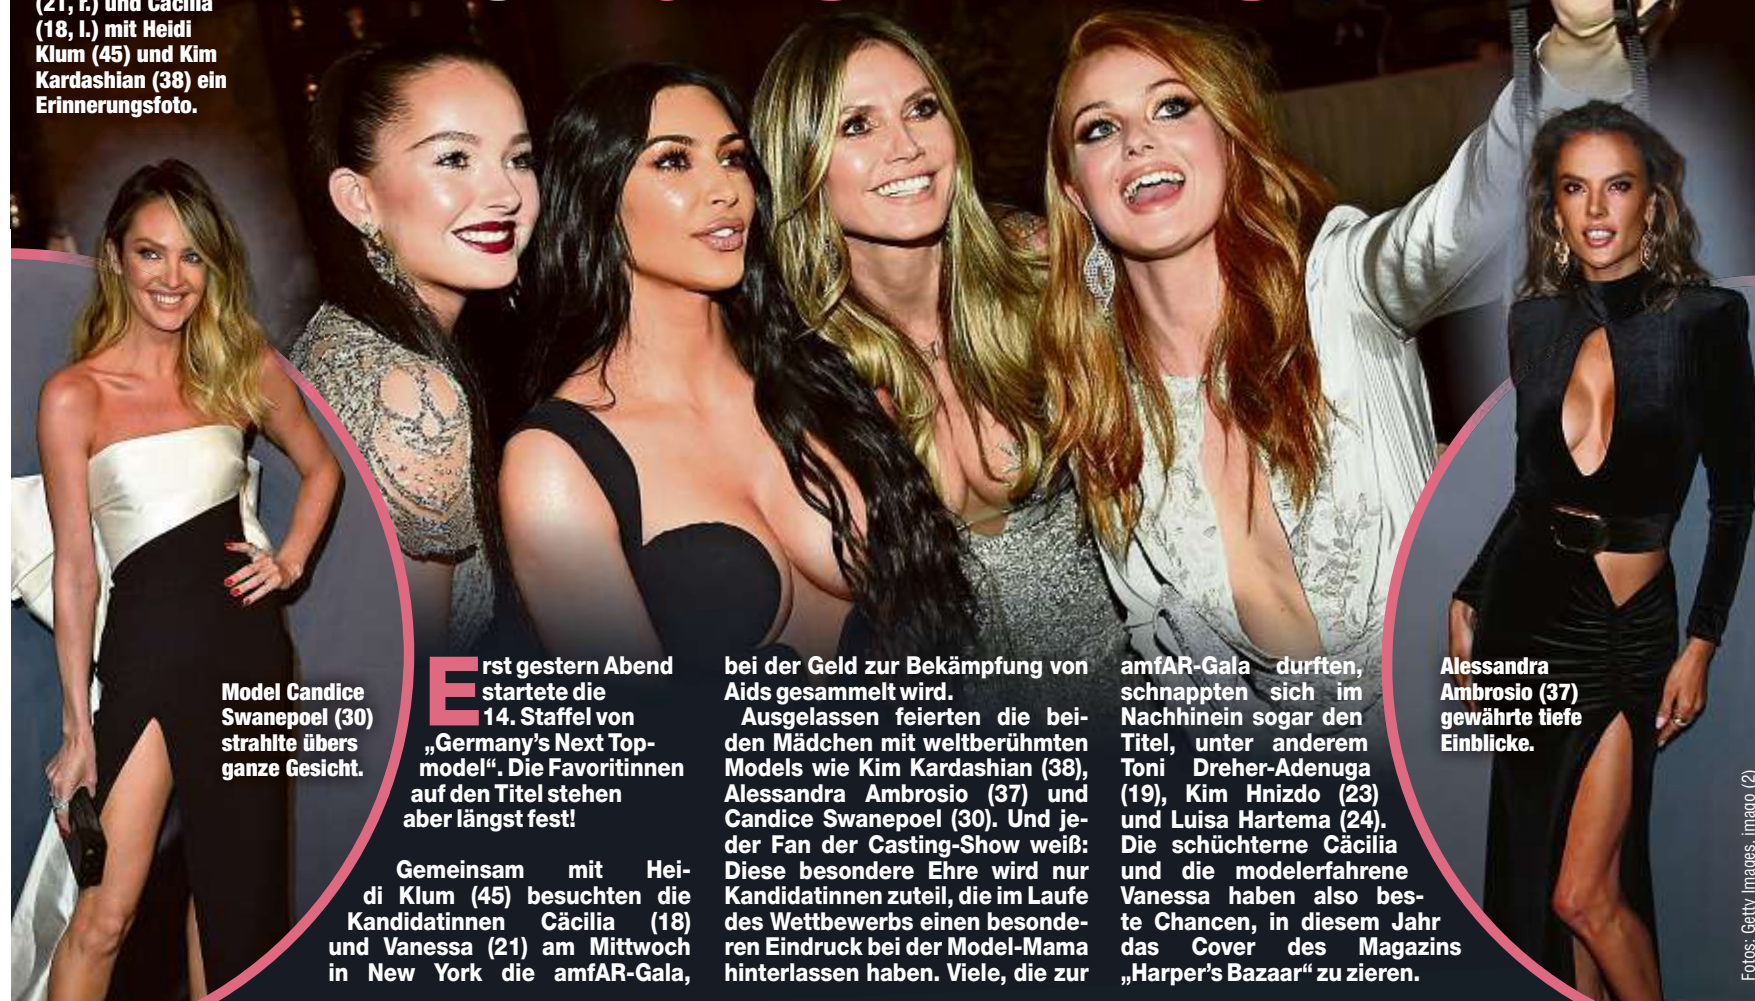 (21, r.) und Cäcilia
(18, l.) mit Heidi
Klum (45) und Kim
Kardashian (38) ein
Erinnerungsfoto.
Model Candice
Swanepoel (30)
strahlte übers
ganze Gesicht.
Erst gestern Abend
startete die
14. Staffel von
„Germany’s Next Top-
model“. Die Favoritinnen
auf den Titel stehen
aber längst fest!
Gemeinsam mit Hei-
di Klum (45) besuchten die
Kandidatinnen Cäcilia (18)
und Vanessa (21) am Mittwoch
in New York die amfAR-Gala,
bei der Geld zur Bekämpfung von
Aids gesammelt wird.
Ausgelassen feierten die bei-
den Mädchen mit weltberühmten
Models wie Kim Kardashian (38),
Alessandra Ambrosio (37) und
Candice Swanepoel (30). Und je-
der Fan der Casting-Show weiß:
Diese besondere Ehre wird nur
Kandidatinnen zuteil, die im Laufe
des Wettbewerbs einen besonde-
ren Eindruck bei der Model-Mama
hinterlassen haben. Viele, die zur
amfAR-Gala durften,
schnappten sich im
Nachhinein sogar den
Titel, unter anderem
Toni Dreher-Adenuga
(19), Kim Hnizdo (23)
und Luisa Hartema (24).
Die schüchterne Cäcilia
und die modelerfahrene
Vanessa haben also bes-
te Chancen, in diesem Jahr
das Cover des Magazins
„Harper’s Bazaar“ zu zieren.
Alessandra
Ambrosio (37)
gewährte tiefe
Einblicke.
Fotos: Getty Images, imago (2)